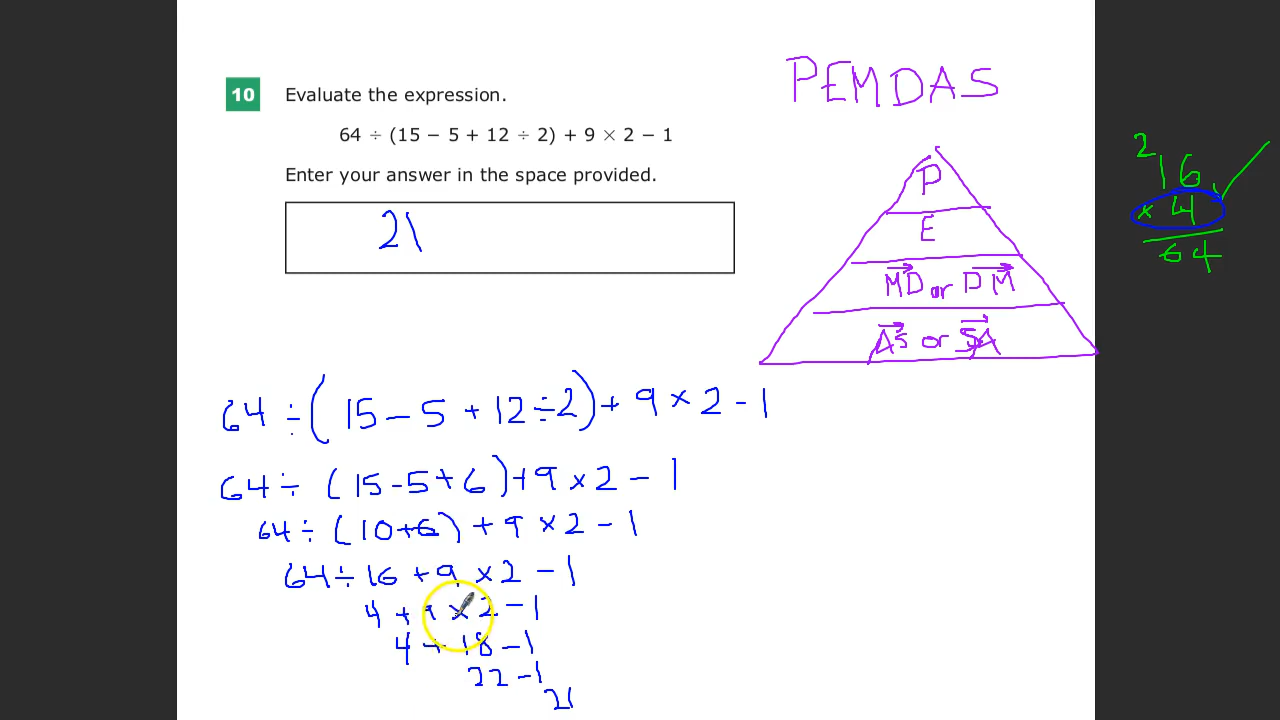 10 Evaluate the expression.
64 ÷ (15 − 5 + 12 ÷ 2) + 9 × 2 − 1
Enter your answer in the space provided.
21
PEMDAS
P
E
MD or DM
AS or SA
2
16
× 4
64
64 ÷ (15 − 5 + 12 ÷ 2) + 9 × 2 − 1
64 ÷ (15 − 5 + 6) + 9 × 2 − 1
64 ÷ (10 + 6) + 9 × 2 − 1
64 ÷ 16 + 9 × 2 − 1
4 + 9 × 2 − 1
4 + 18 − 1
22 − 1
21